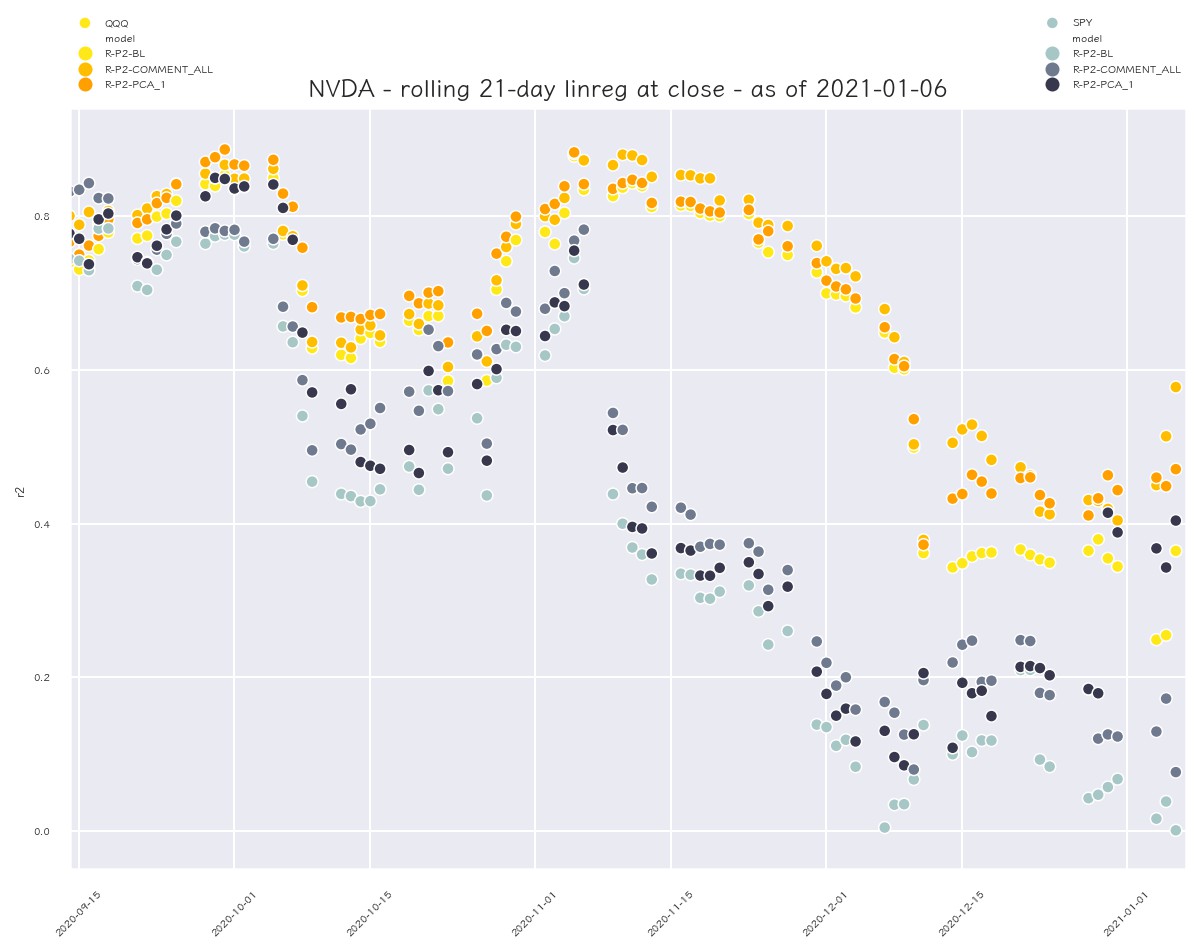 QQQ
model
R-P2-BL
R-P2-COMMENT_ALL
R-P2-PCA_1
SPY
model
R-P2-BL
R-P2-COMMENT_ALL
R-P2-PCA_1
NVDA - rolling 21-day linreg at close - as of 2021-01-06
r2
0.8
0.6
0.4
0.2
0.0
2020-09-15
2020-10-01
2020-10-15
2020-11-01
2020-11-15
2020-12-01
2020-12-15
2021-01-01